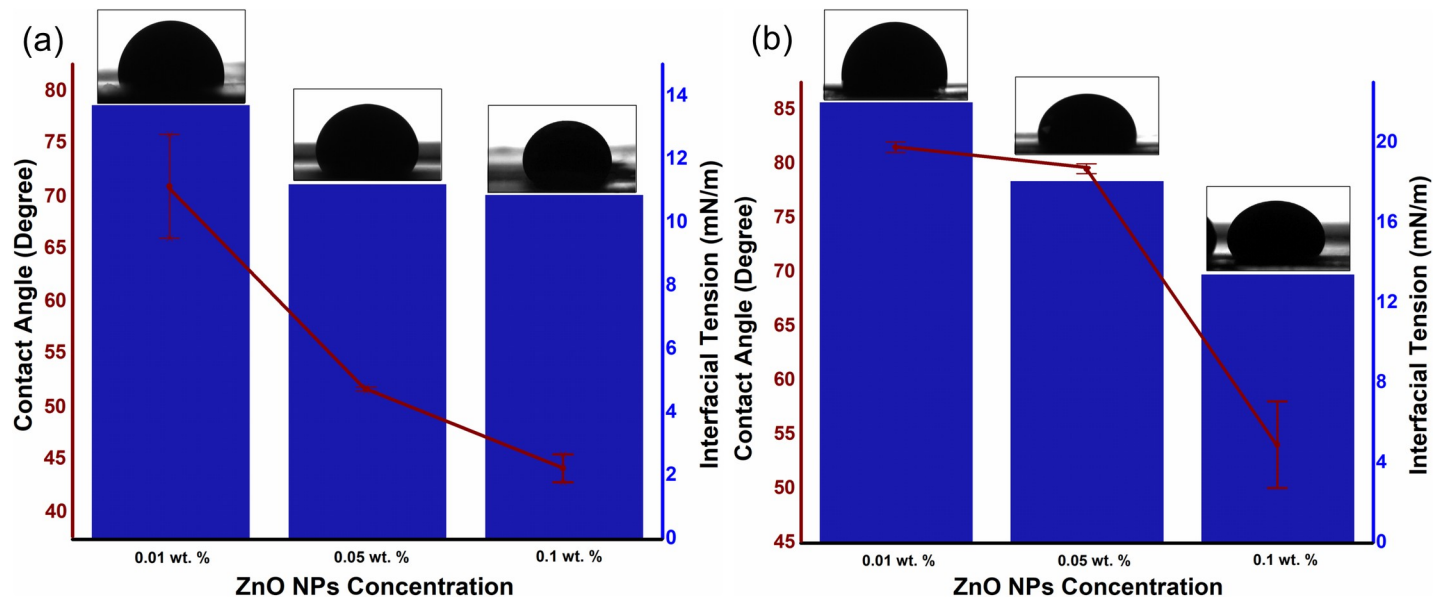 (a)
Contact Angle (Degree)
80
75
70
65
60
55
50
45
40
14
12
10
8
6
4
2
0
Interfacial Tension (mN/m)
0.01 wt. %
0.05 wt. %
0.1 wt. %
ZnO NPs Concentration
(b)
Contact Angle (Degree)
85
80
75
70
65
60
55
50
45
20
16
12
8
4
0
Interfacial Tension (mN/m)
0.01 wt. %
0.05 wt. %
0.1 wt. %
ZnO NPs Concentration